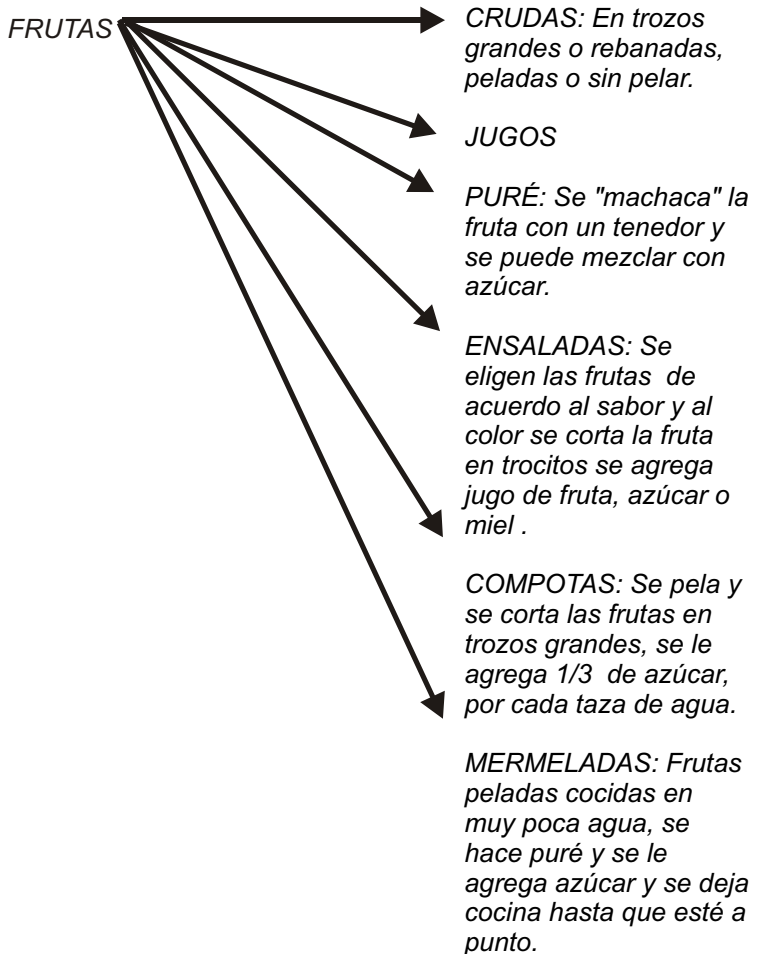 FRUTAS
CRUDAS: En trozos
grandes o rebanadas,
peladas o sin pelar.
JUGOS
PURÉ: Se "machaca" la
fruta con un tenedor y
se puede mezclar con
azúcar.
ENSALADAS: Se
eligen las frutas  de
acuerdo al sabor y al
color se corta la fruta
en trocitos se agrega
jugo de fruta, azúcar o
miel .
COMPOTAS: Se pela y
se corta las frutas en
trozos grandes, se le
agrega 1/3  de azúcar,
por cada taza de agua.
MERMELADAS: Frutas
peladas cocidas en
muy poca agua, se
hace puré y se le
agrega azúcar y se deja
cocina hasta que esté a
punto.